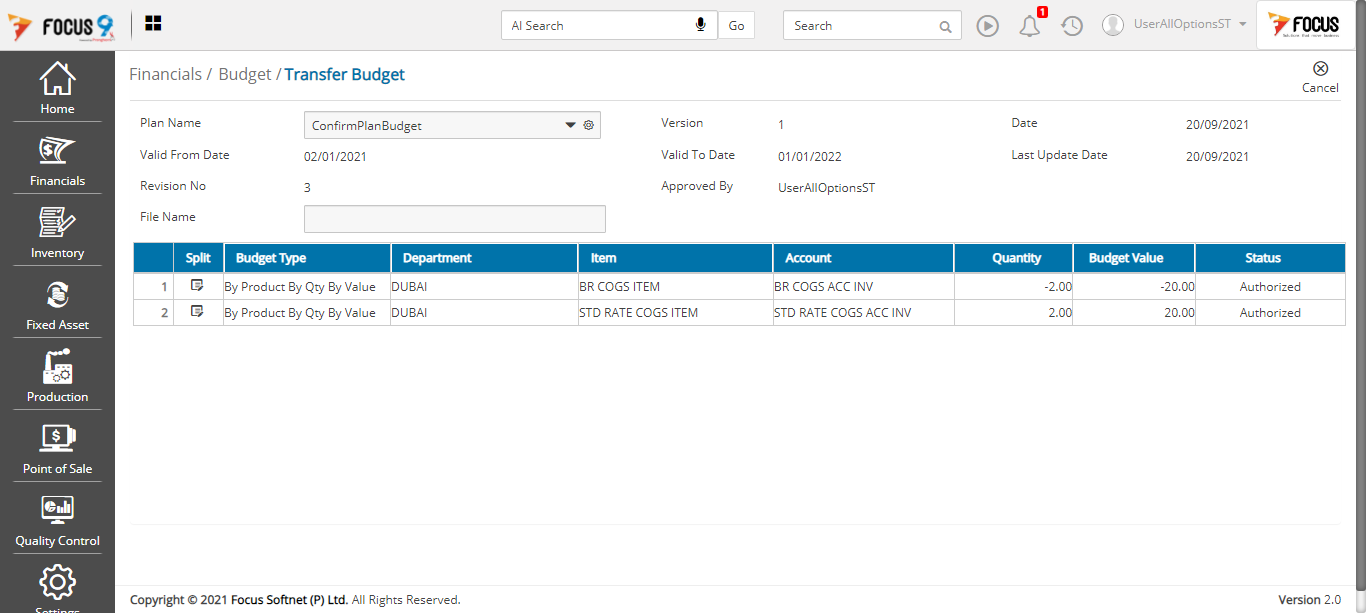 FOCUS 9
AI Search Go Search 1 UserAllOptionsST FOCUS
Financials / Budget / Transfer Budget
Cancel
Home
Financials
Inventory
Fixed Asset
Production
Point of Sale
Quality Control
Settings
Plan Name ConfirmPlanBudget Version 1 Date 20/09/2021
Valid From Date 02/01/2021 Valid To Date 01/01/2022 Last Update Date 20/09/2021
Revision No 3 Approved By UserAllOptionsST
File Name
Split Budget Type Department Item Account Quantity Budget Value Status
1 By Product By Qty By Value DUBAI BR COGS ITEM BR COGS ACC INV -2.00 -20.00 Authorized
2 By Product By Qty By Value DUBAI STD RATE COGS ITEM STD RATE COGS ACC INV 2.00 20.00 Authorized
Copyright © 2021 Focus Softnet (P) Ltd. All Rights Reserved. Version 2.0